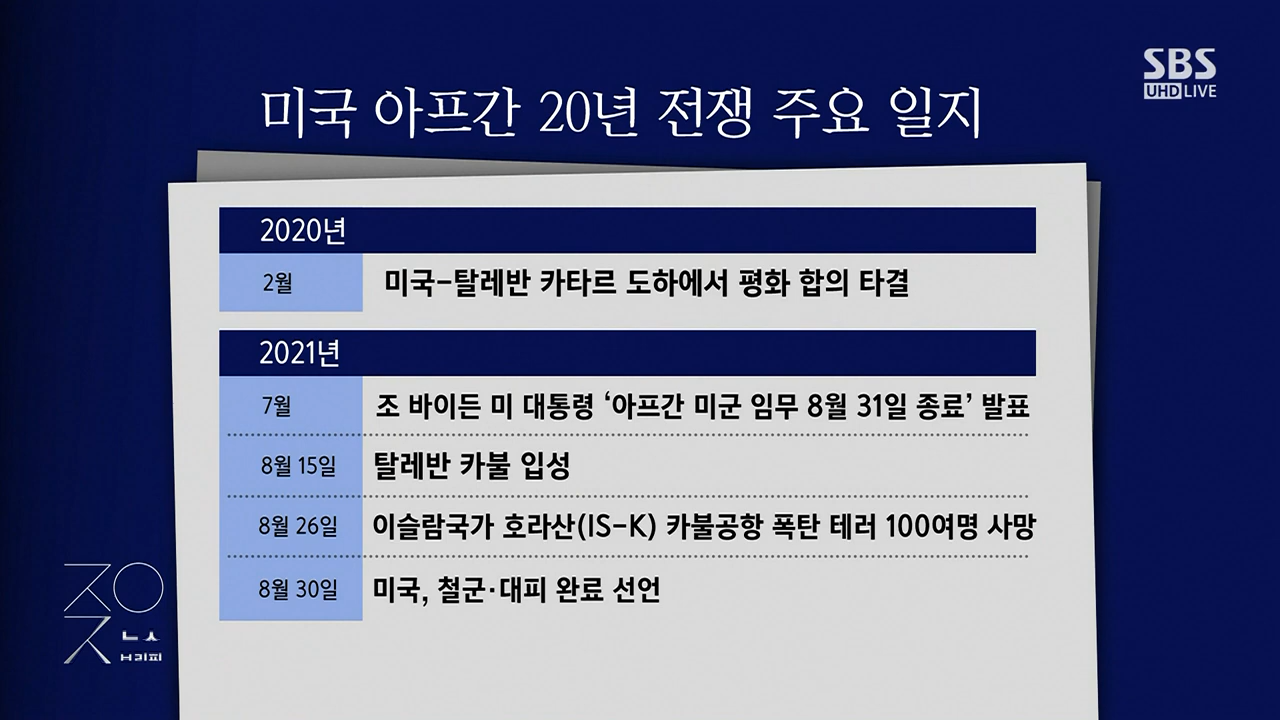 SBS
UHD LIVE
미국 아프간 20년 전쟁 주요 일지
2020년
2월 미국-탈레반 카타르 도하에서 평화 합의 타결
2021년
7월 조 바이든 미 대통령 ‘아프간 미군 임무 8월 31일 종료’ 발표
8월 15일 탈레반 카불 입성
8월 26일 이슬람국가 호라산(IS-K) 카불공항 폭탄 테러 100여명 사망
8월 30일 미국, 철군·대피 완료 선언